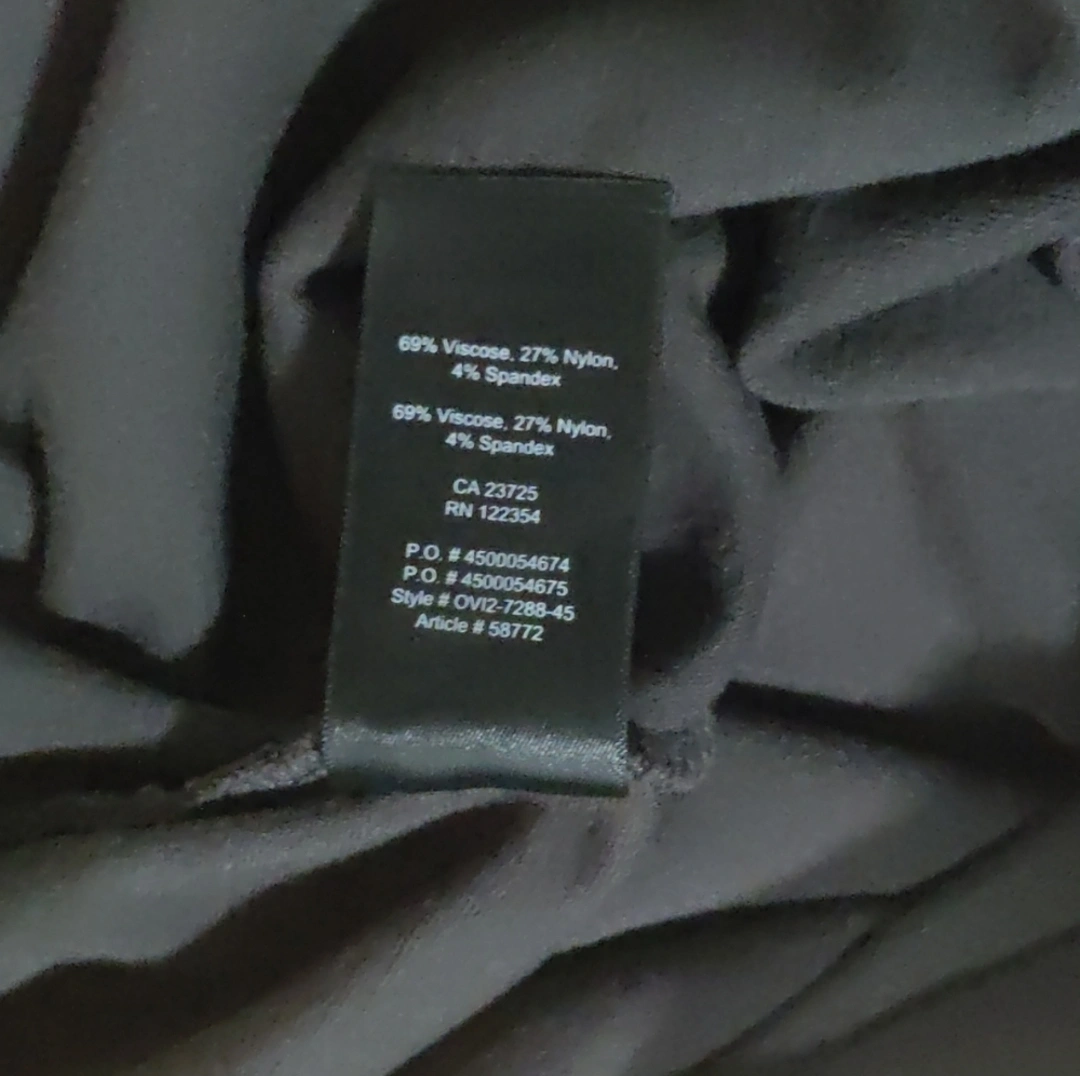 69% Viscose, 27% Nylon,
4% Spandex
69% Viscose, 27% Nylon,
4% Spandex
CA 23725
RN 122354
P.O. # 4500054674
P.O. # 4500054675
Style # OVI2-7288-45
Article # 58772